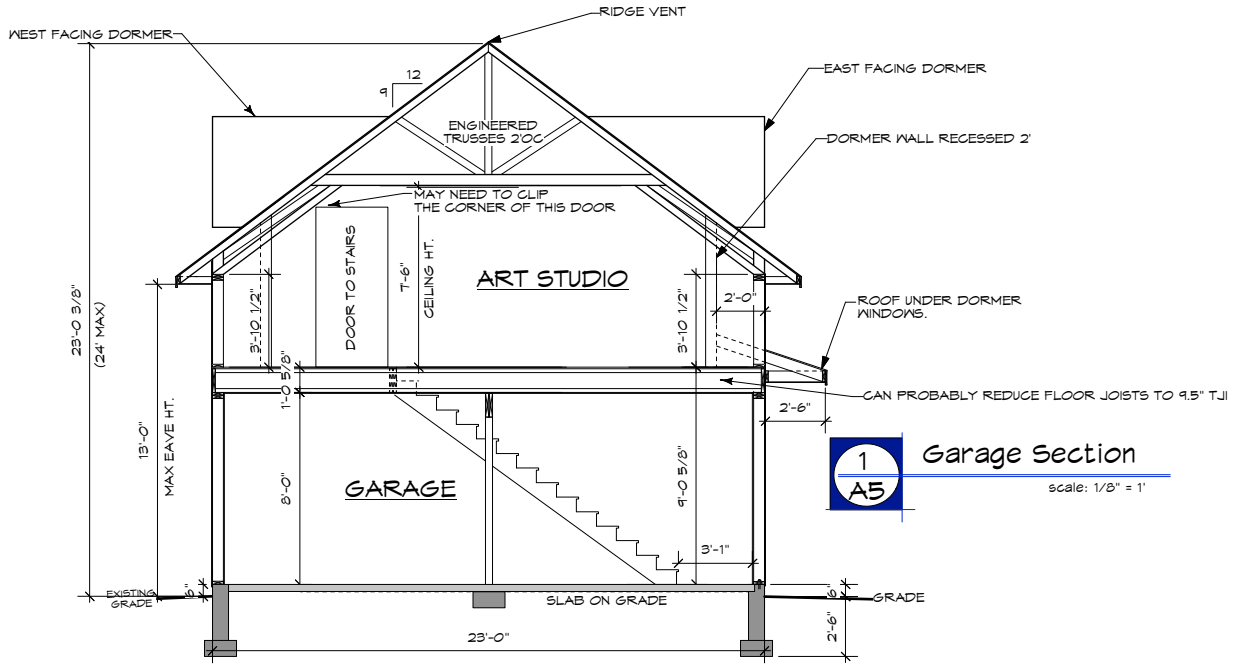 RIDGE VENT
WEST FACING DORMER
EAST FACING DORMER
12
9
ENGINEERED
TRUSSES 2'OC
DORMER WALL RECESSED 2'
MAY NEED TO CLIP
THE CORNER OF THIS DOOR
DOOR TO STAIRS
7'-6"
CEILING HT.
ART STUDIO
3'-10 1/2"
3'-10 1/2"
2'-0"
ROOF UNDER DORMER
WINDOWS.
23'-0 3/8"
(24' MAX)
13'-0"
MAX EAVE HT.
1'-0 5/8"
CAN PROBABLY REDUCE FLOOR JOISTS TO 9.5" TJI
2'-6"
8'-0"
GARAGE
9'-0 5/8"
1
A5
Garage Section
scale: 1/8" = 1'
3'-1"
EXISTING
GRADE
6"
SLAB ON GRADE
6"
GRADE
2'-6"
23'-0"